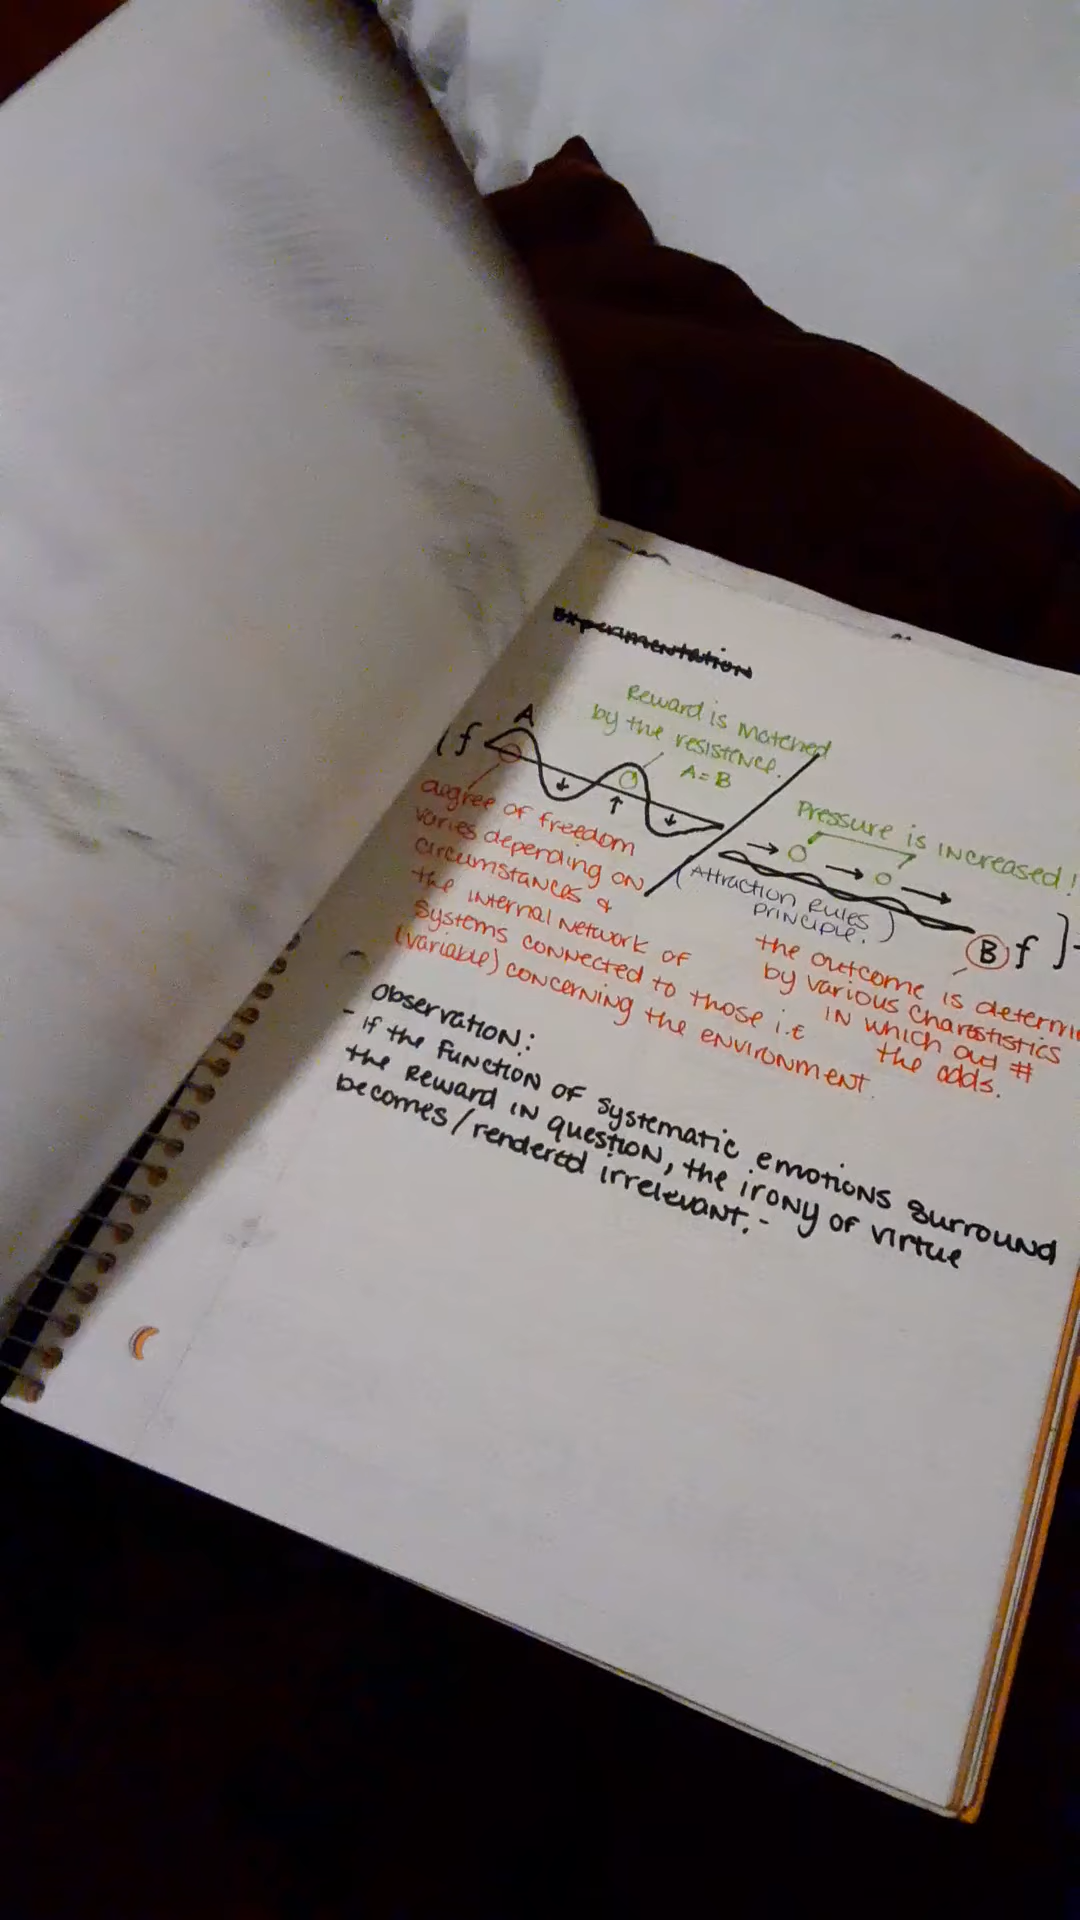 Experimentation
Reward is matched
by the resistence.
A = B
A
( f
degree of freedom
varies depending on
circumstances &
the internal network of
systems connected to those i.e
(variable) concerning the environment.
Pressure is increased!
(Attraction Rules
principle.)
B f ]
the outcome is determi
by various charstistics
in which out #
the odds.
Observation:
- if the function of systematic emotions surround
the reward in question, the irony of virtue
becomes/rendered irrelevant. -